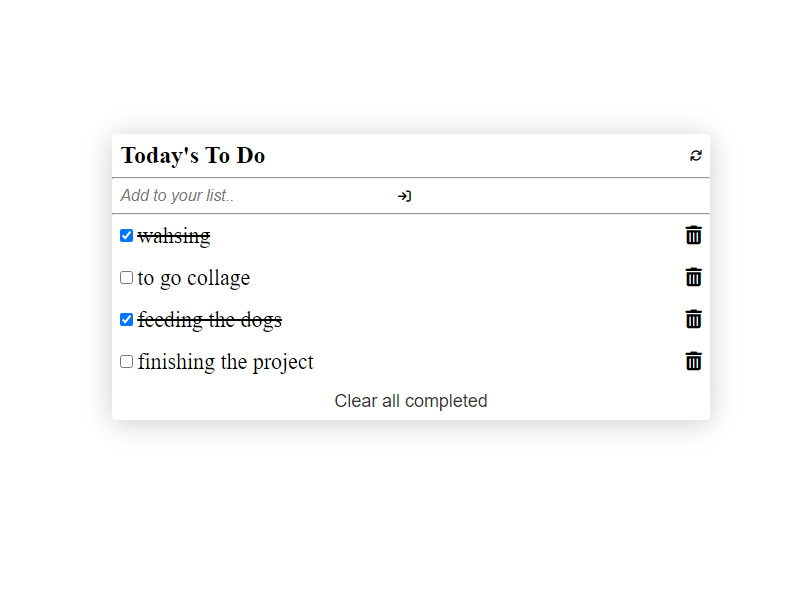 Today's To Do
Add to your list..
wahsing
to go collage
feeding the dogs
finishing the project
Clear all completed